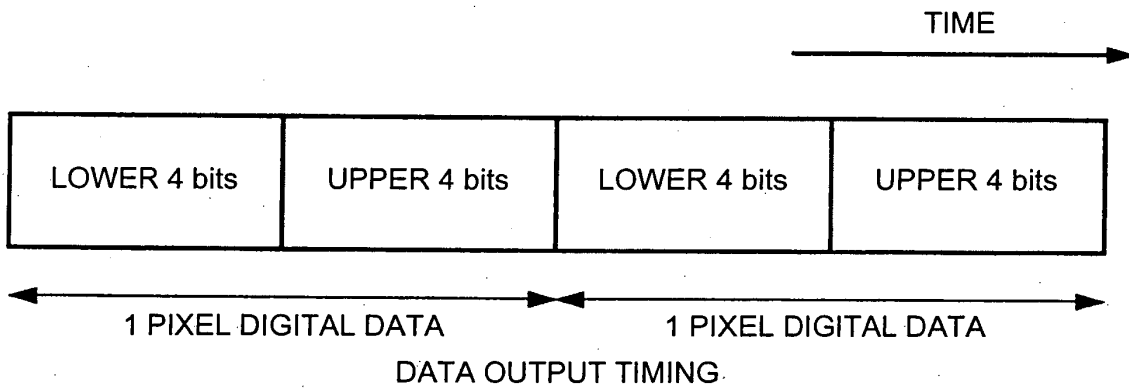 TIME
LOWER 4 bits UPPER 4 bits LOWER 4 bits UPPER 4 bits
1 PIXEL DIGITAL DATA 1 PIXEL DIGITAL DATA
DATA OUTPUT TIMING